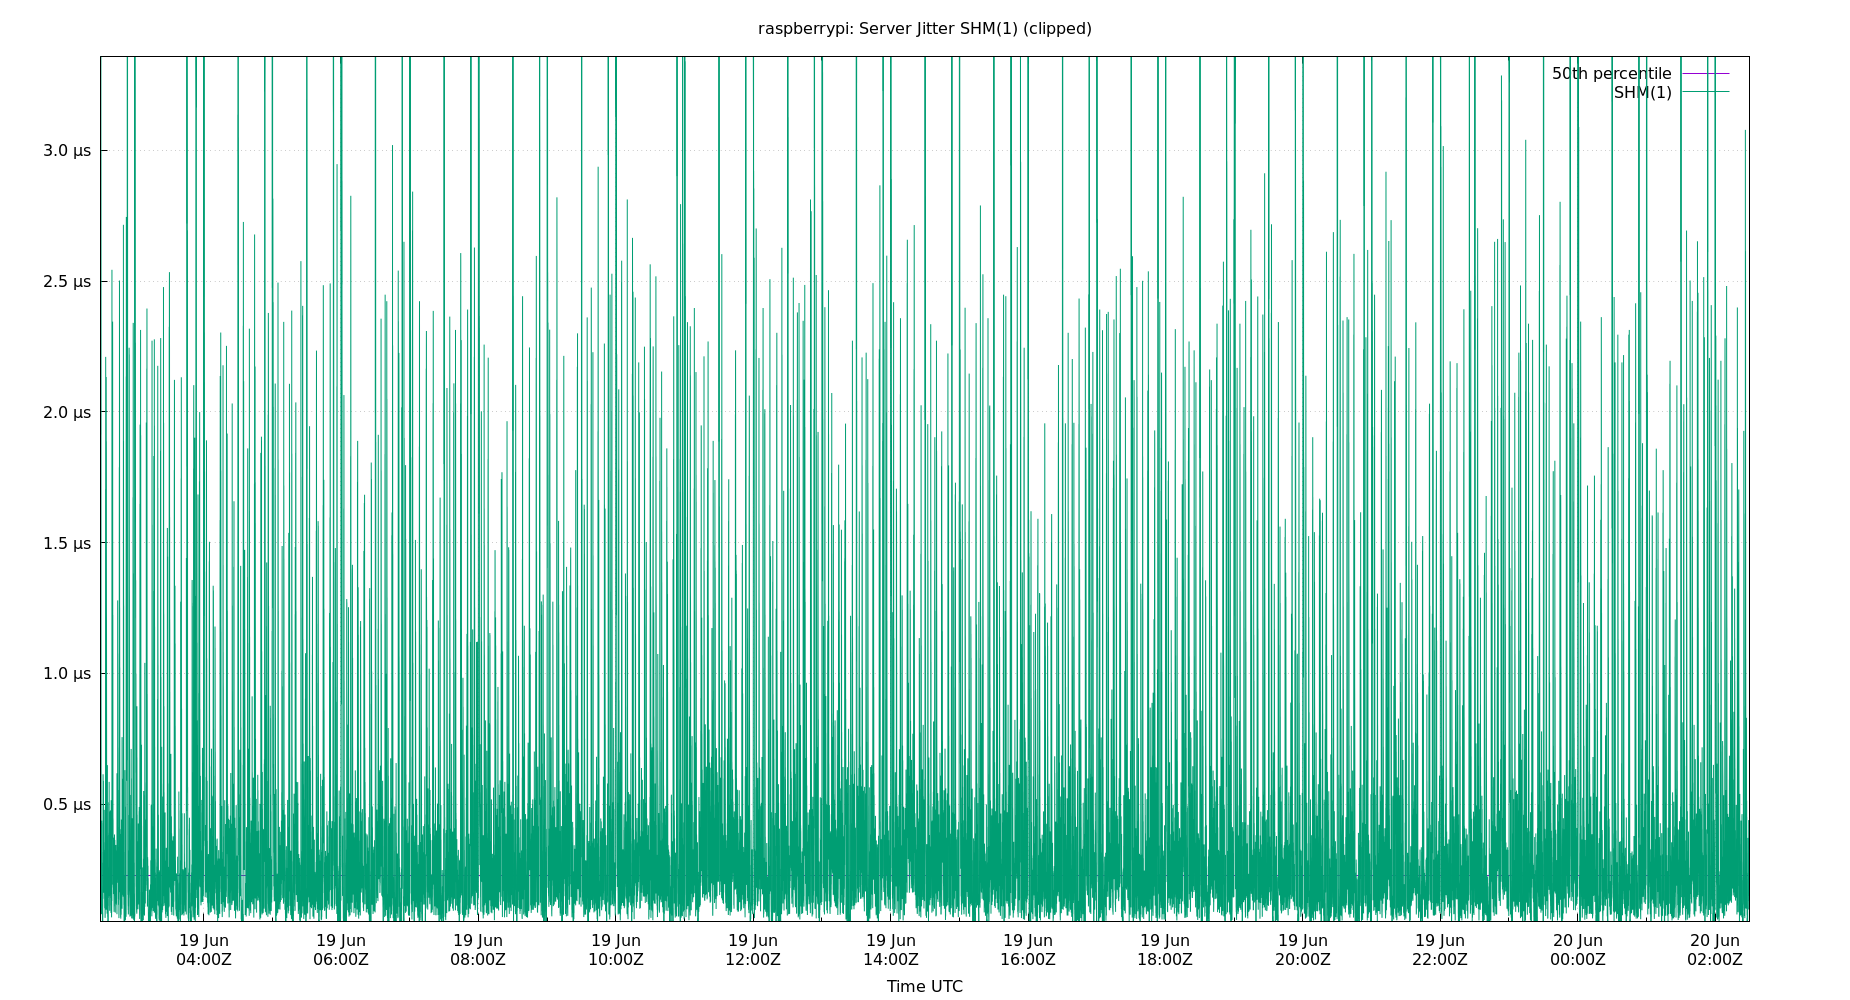 raspberrypi: Server Jitter SHM(1) (clipped)
50th percentile
SHM(1)
3.0 µs
2.5 µs
2.0 µs
1.5 µs
1.0 µs
0.5 µs
19 Jun 19 Jun 19 Jun 19 Jun 19 Jun 19 Jun 19 Jun 19 Jun 19 Jun 19 Jun 20 Jun 20 Jun
04:00Z 06:00Z 08:00Z 10:00Z 12:00Z 14:00Z 16:00Z 18:00Z 20:00Z 22:00Z 00:00Z 02:00Z
Time UTC